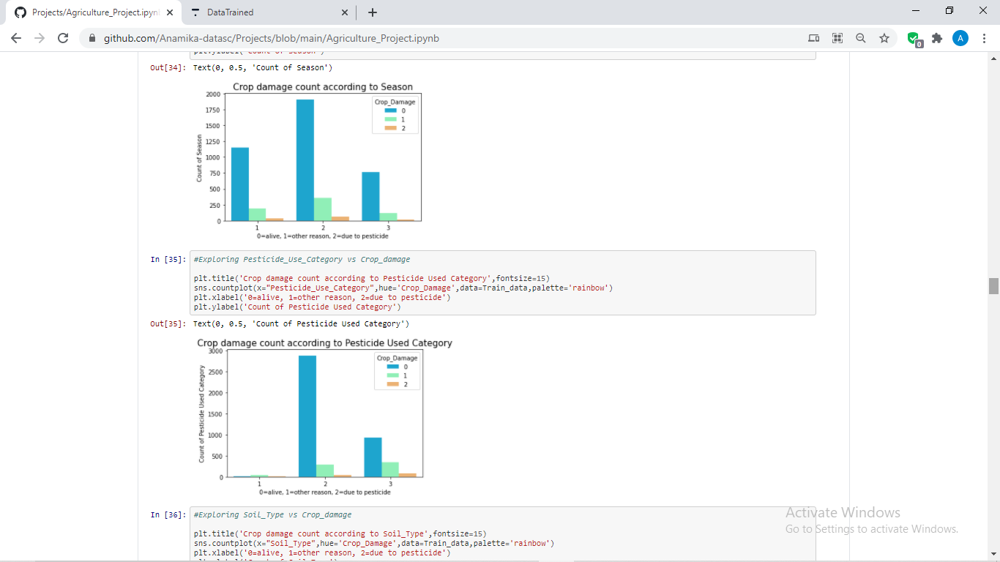 Projects/Agriculture_Project.ipyn
DataTrained
github.com/Anamika-datasc/Projects/blob/main/Agriculture_Project.ipynb
0
A
Out[34]: Text(0, 0.5, 'Count of Season')
Crop damage count according to Season
Crop_Damage
0
1
2
2000
1750
1500
1250
1000
750
500
250
0
Count of Season
1 2 3
0=alive, 1=other reason, 2=due to pesticide
In [35]: #Exploring Pesticide_Use_Category vs Crop_damage
plt.title('Crop damage count according to Pesticide Used Category',fontsize=15)
sns.countplot(x="Pesticide_Use_Category",hue='Crop_Damage',data=Train_data,palette='rainbow')
plt.xlabel('0=alive, 1=other reason, 2=due to pesticide')
plt.ylabel('Count of Pesticide Used Category')
Out[35]: Text(0, 0.5, 'Count of Pesticide Used Category')
Crop damage count according to Pesticide Used Category
Crop_Damage
0
1
2
3000
2500
2000
1500
1000
500
0
Count of Pesticide Used Category
1 2 3
0=alive, 1=other reason, 2=due to pesticide
In [36]: #Exploring Soil_Type vs Crop_damage
plt.title('Crop damage count according to Soil_Type',fontsize=15)
sns.countplot(x="Soil_Type",hue='Crop_Damage',data=Train_data,palette='rainbow')
plt.xlabel('0=alive, 1=other reason, 2=due to pesticide')
Activate Windows
Go to Settings to activate Windows.